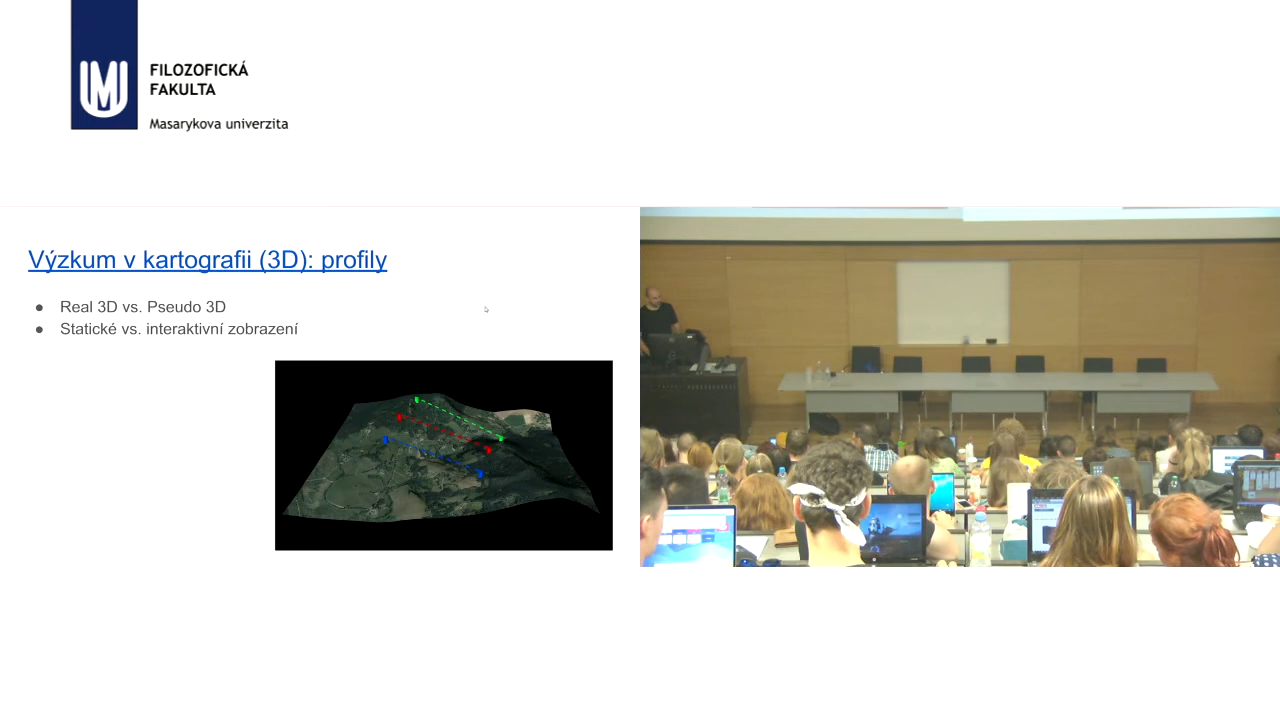 FILOZOFICKÁ
FAKULTA
Masarykova univerzita
Výzkum v kartografii (3D): profily
● Real 3D vs. Pseudo 3D
● Statické vs. interaktivní zobrazení